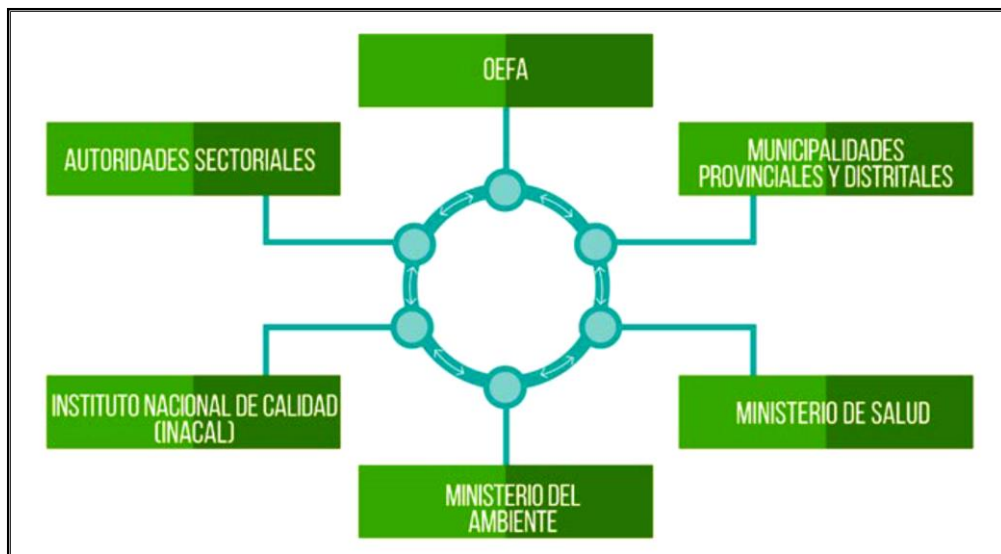 OEFA
AUTORIDADES SECTORIALES
MUNICIPALIDADES
PROVINCIALES Y DISTRITALES
INSTITUTO NACIONAL DE CALIDAD
(INACAL)
MINISTERIO DE SALUD
MINISTERIO DEL
AMBIENTE